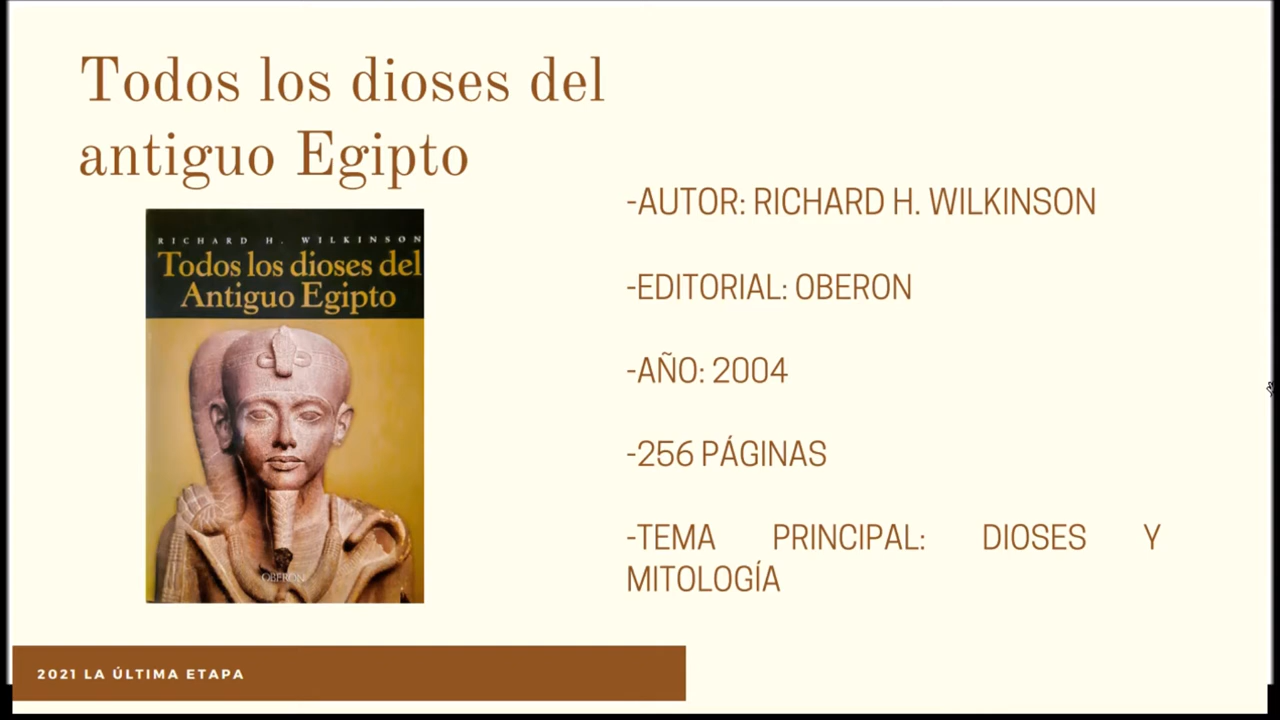 Todos los dioses del
antiguo Egipto
RICHARD H. WILKINSON
Todos los dioses del
Antiguo Egipto
OBERON
-AUTOR: RICHARD H. WILKINSON
-EDITORIAL: OBERON
-AÑO: 2004
-256 PÁGINAS
-TEMA PRINCIPAL: DIOSES Y
MITOLOGÍA
2021 LA ÚLTIMA ETAPA